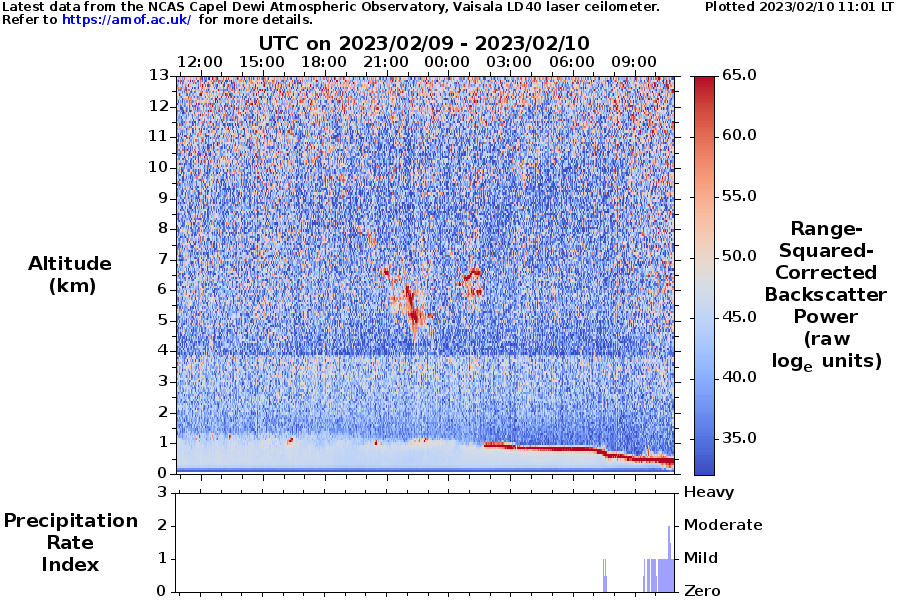 Latest data from the NCAS Capel Dewi Atmospheric Observatory, Vaisala LD40 laser ceilometer.
Plotted 2023/02/10 11:01 LT
Refer to https://amof.ac.uk/ for more details.
UTC on 2023/02/09 - 2023/02/10
12:00 15:00 18:00 21:00 00:00 03:00 06:00 09:00
13
12
11
10
9
8
7
6
5
4
3
2
1
0
Altitude
(km)
65.0
60.0
55.0
50.0
45.0
40.0
35.0
Range-
Squared-
Corrected
Backscatter
Power
(raw
loge units)
3
2
1
0
Precipitation
Rate
Index
Heavy
Moderate
Mild
Zero